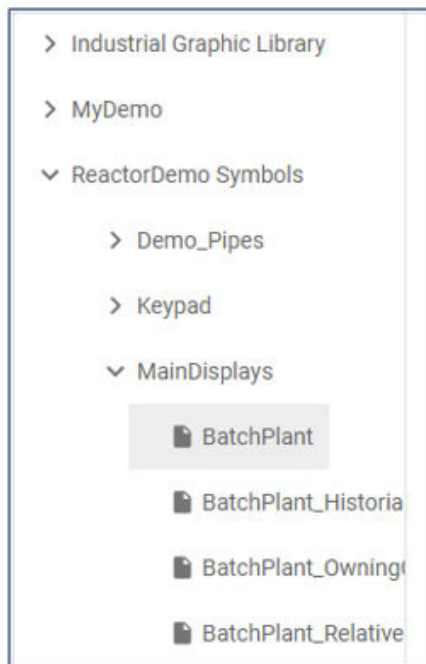 Industrial Graphic Library
MyDemo
ReactorDemo Symbols
Demo_Pipes
Keypad
MainDisplays
BatchPlant
BatchPlant_Historia
BatchPlant_Owning
BatchPlant_Relative